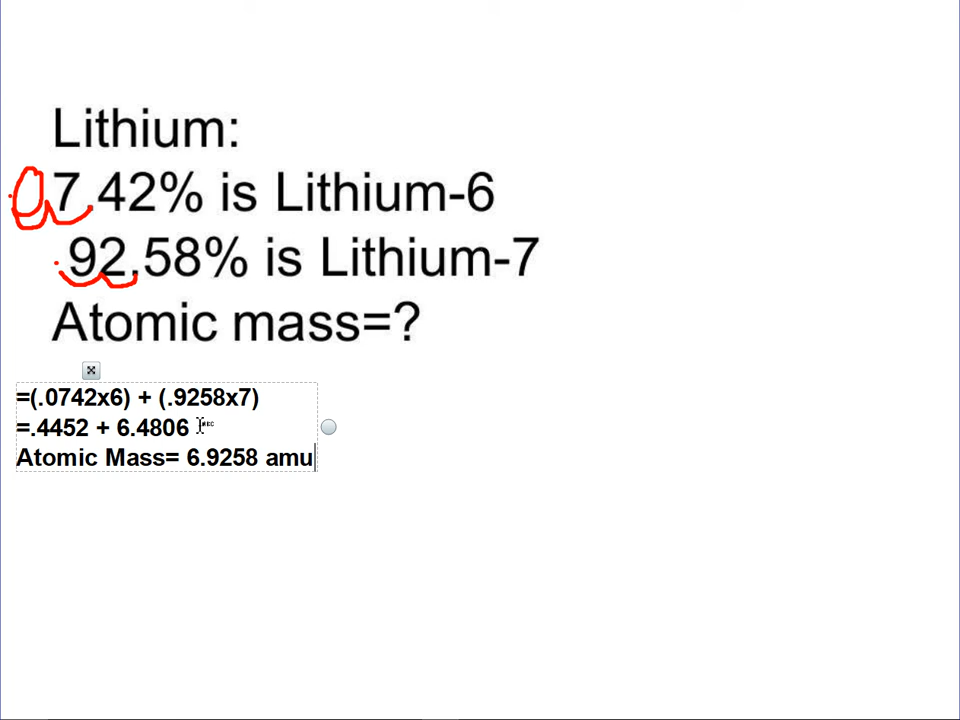 Lithium:
07.42% is Lithium-6
.92.58% is Lithium-7
Atomic mass=?
=(.0742x6) + (.9258x7)
=.4452 + 6.4806
Atomic Mass= 6.9258 amu